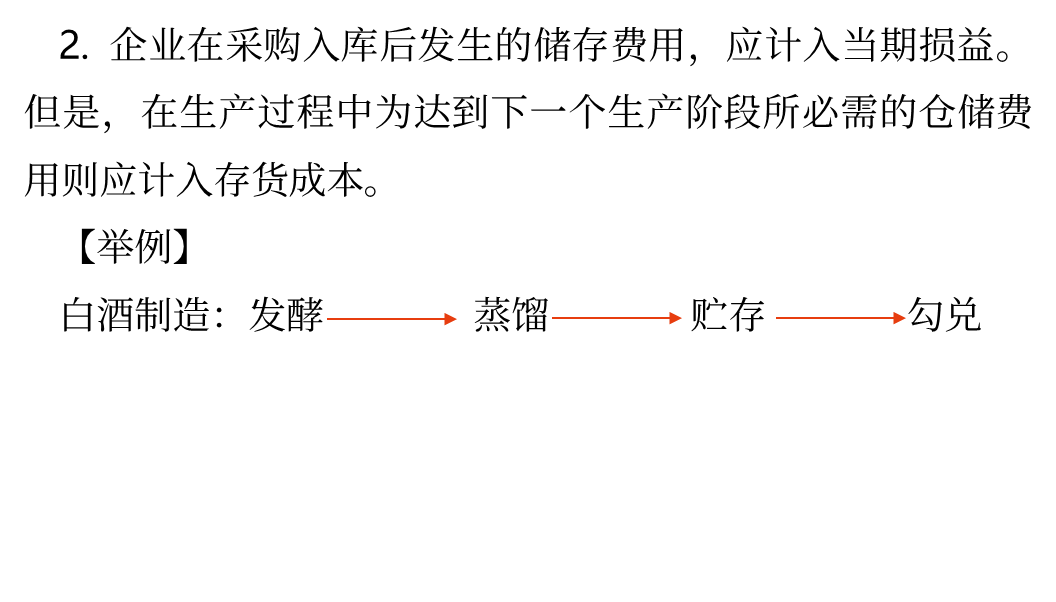 2. 企业在采购入库后发生的储存费用，应计入当期损益。
但是，在生产过程中为达到下一个生产阶段所必需的仓储费
用则应计入存货成本。
【举例】
白酒制造：发酵 蒸馏 贮存 勾兑